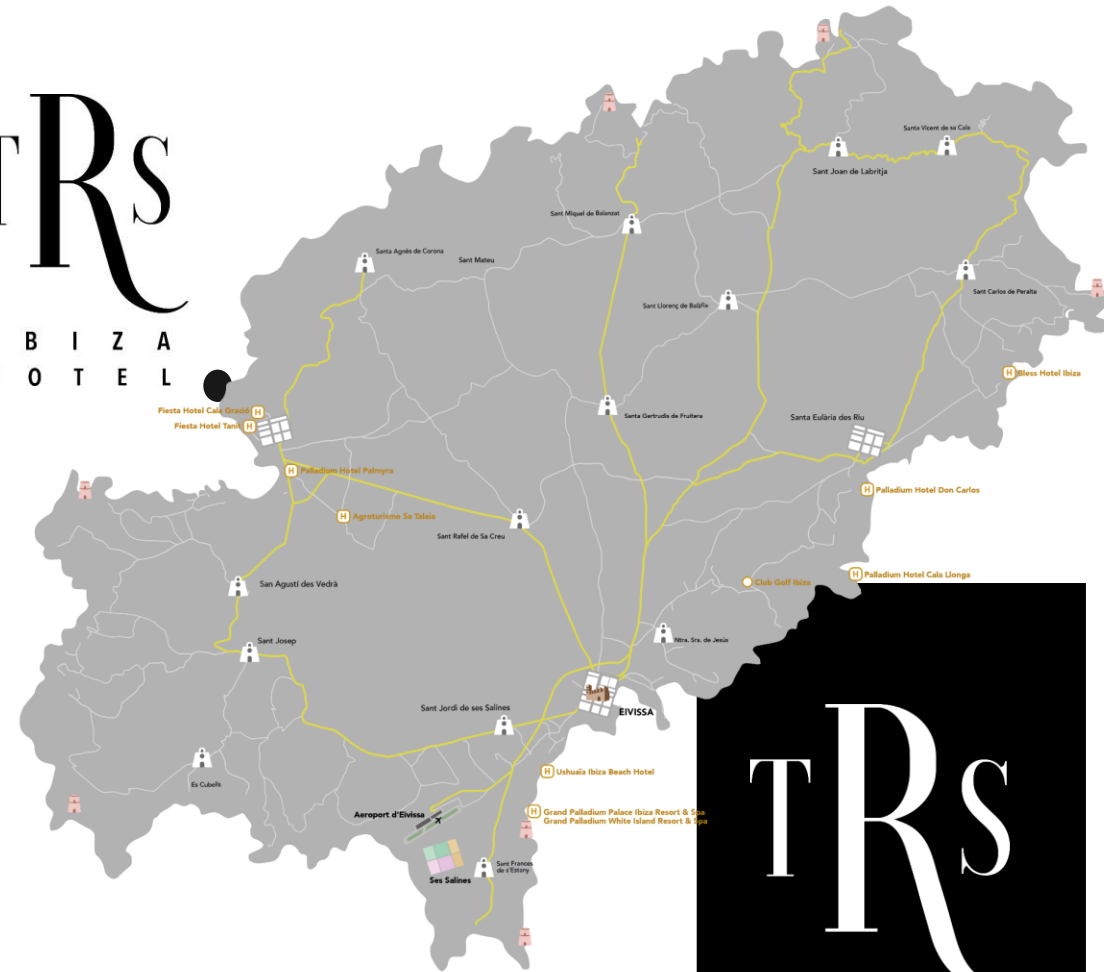 TRS
BIZA
OTEL
Santa Vicent de sa Cala
Sant Joan de Labritja
Sant Miquel de Balanzat
Santa Agnès de Corona
Sant Mateu
Sant Llorenç de Balàfia
Sant Carlos de Peralta
Bless Hotel Ibiza
Fiesta Hotel Cala Gració
Fiesta Hotel Tanit
Santa Gertrudis de Fruitera
Santa Eulària des Riu
Palladium Hotel Palmyra
Palladium Hotel Don Carlos
Agroturismo Sa Talaia
Sant Rafel de Sa Creu
San Agustí des Vedrà
Club Golf Ibiza
Palladium Hotel Cala Llonga
Sant Josep
Ntra. Sra. de Jesús
Sant Jordi de ses Salines
EIVISSA
Ushuaïa Ibiza Beach Hotel
Es Cubells
Aeroport d'Eivissa
Grand Palladium Palace Ibiza Resort & Spa
Grand Palladium White Island Resort & Spa
Sant Frances
de s'Estany
Ses Salines
TRS